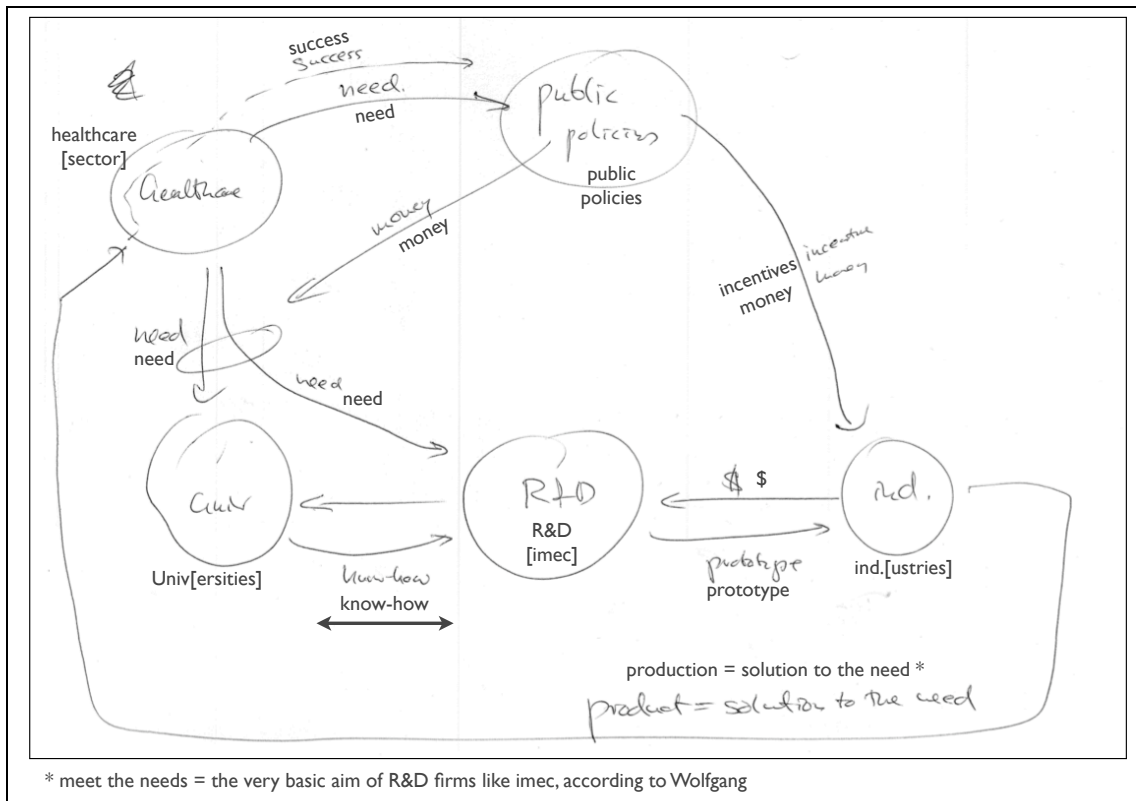 success
success
need.
need
healthcare
[sector]
healthcare
public
policies
public
policies
money
money
incentives
money
incentive
money
need
need
need
need
univ
Univ[ersities]
R&D
R&D
[imec]
$ $
ind.
ind.[ustries]
know-how
know-how
prototype
prototype
production = solution to the need *
product = solution to the need
* meet the needs = the very basic aim of R&D firms like imec, according to Wolfgang